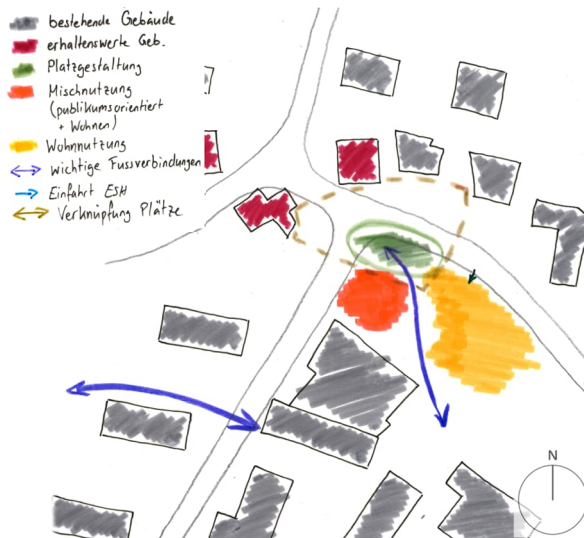 bestehende Gebäude
erhaltenswerte Geb.
Platzgestaltung
Mischnutzung
(publikumsorientiert
+ Wohnen)
Wohnnutzung
wichtige Fussverbindungen
Einfahrt ESH
Verknüpfung Plätze
N